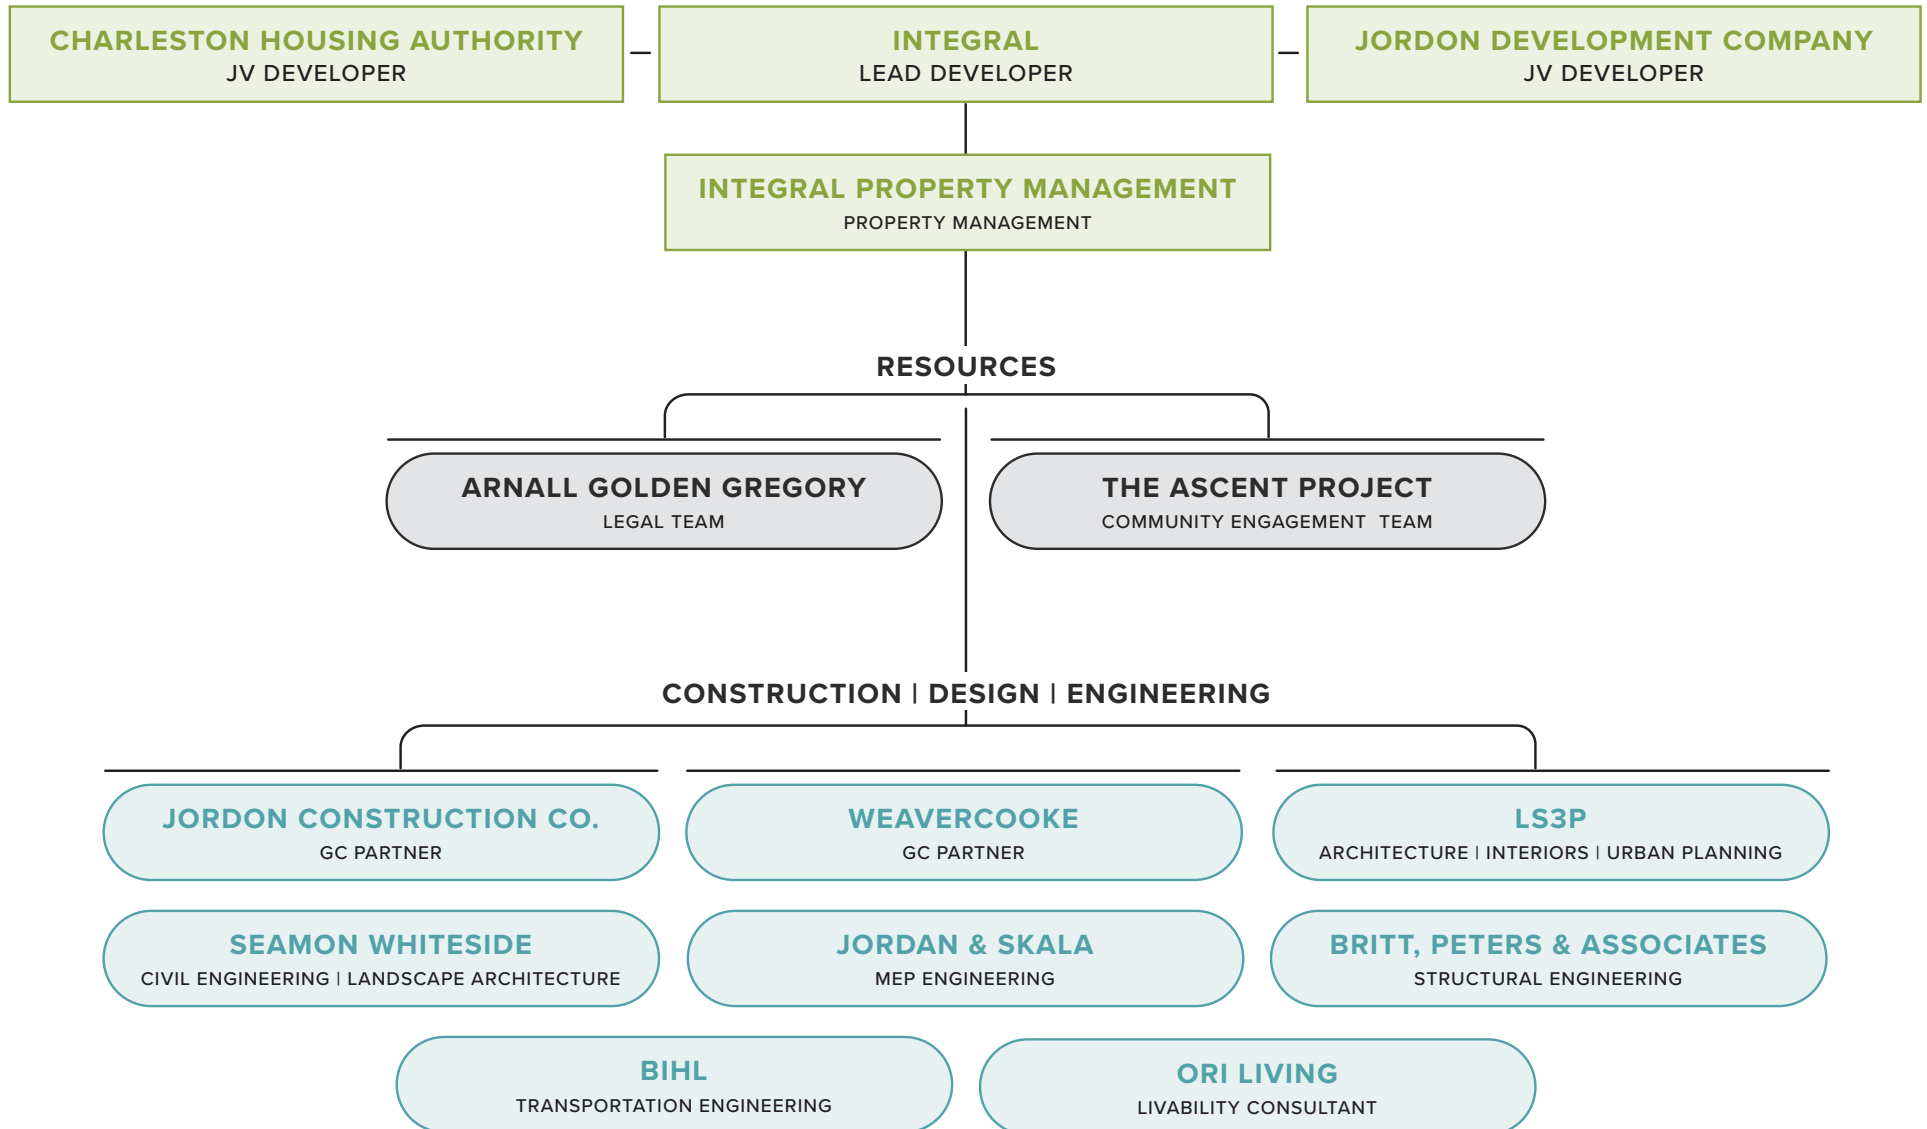 CHARLESTON HOUSING AUTHORITY
JV DEVELOPER
INTEGRAL
LEAD DEVELOPER
JORDON DEVELOPMENT COMPANY
JV DEVELOPER
INTEGRAL PROPERTY MANAGEMENT
PROPERTY MANAGEMENT
RESOURCES
ARNALL GOLDEN GREGORY
LEGAL TEAM
THE ASCENT PROJECT
COMMUNITY ENGAGEMENT TEAM
CONSTRUCTION | DESIGN | ENGINEERING
JORDON CONSTRUCTION CO.
GC PARTNER
WEAVERCOOKE
GC PARTNER
LS3P
ARCHITECTURE | INTERIORS | URBAN PLANNING
SEAMON WHITESIDE
CIVIL ENGINEERING | LANDSCAPE ARCHITECTURE
JORDAN & SKALA
MEP ENGINEERING
BRITT, PETERS & ASSOCIATES
STRUCTURAL ENGINEERING
BIHL
TRANSPORTATION ENGINEERING
ORI LIVING
LIVABILITY CONSULTANT